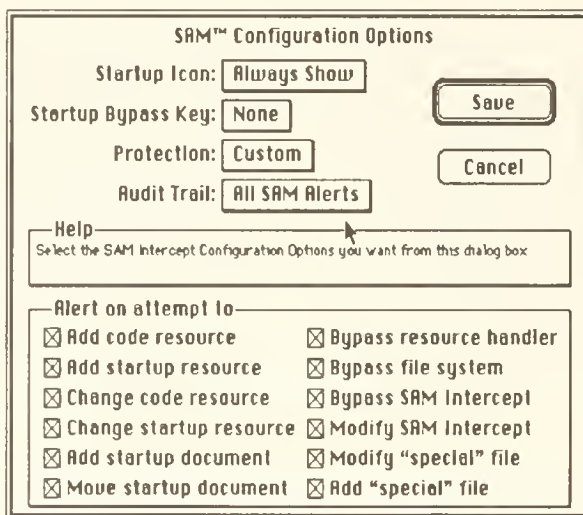 SAM™ Configuration Options
Startup Icon: Always Show
Startup Bypass Key: None
Protection: Custom
Audit Trail: All SAM Alerts
Save
Cancel
Help
Select the SAM Intercept Configuration Options you want from this dialog box
Alert on attempt to
Add code resource
Bypass resource handler
Add startup resource
Bypass file system
Change code resource
Bypass SAM Intercept
Change startup resource
Modify SAM Intercept
Add startup document
Modify “special” file
Move startup document
Add “special” file